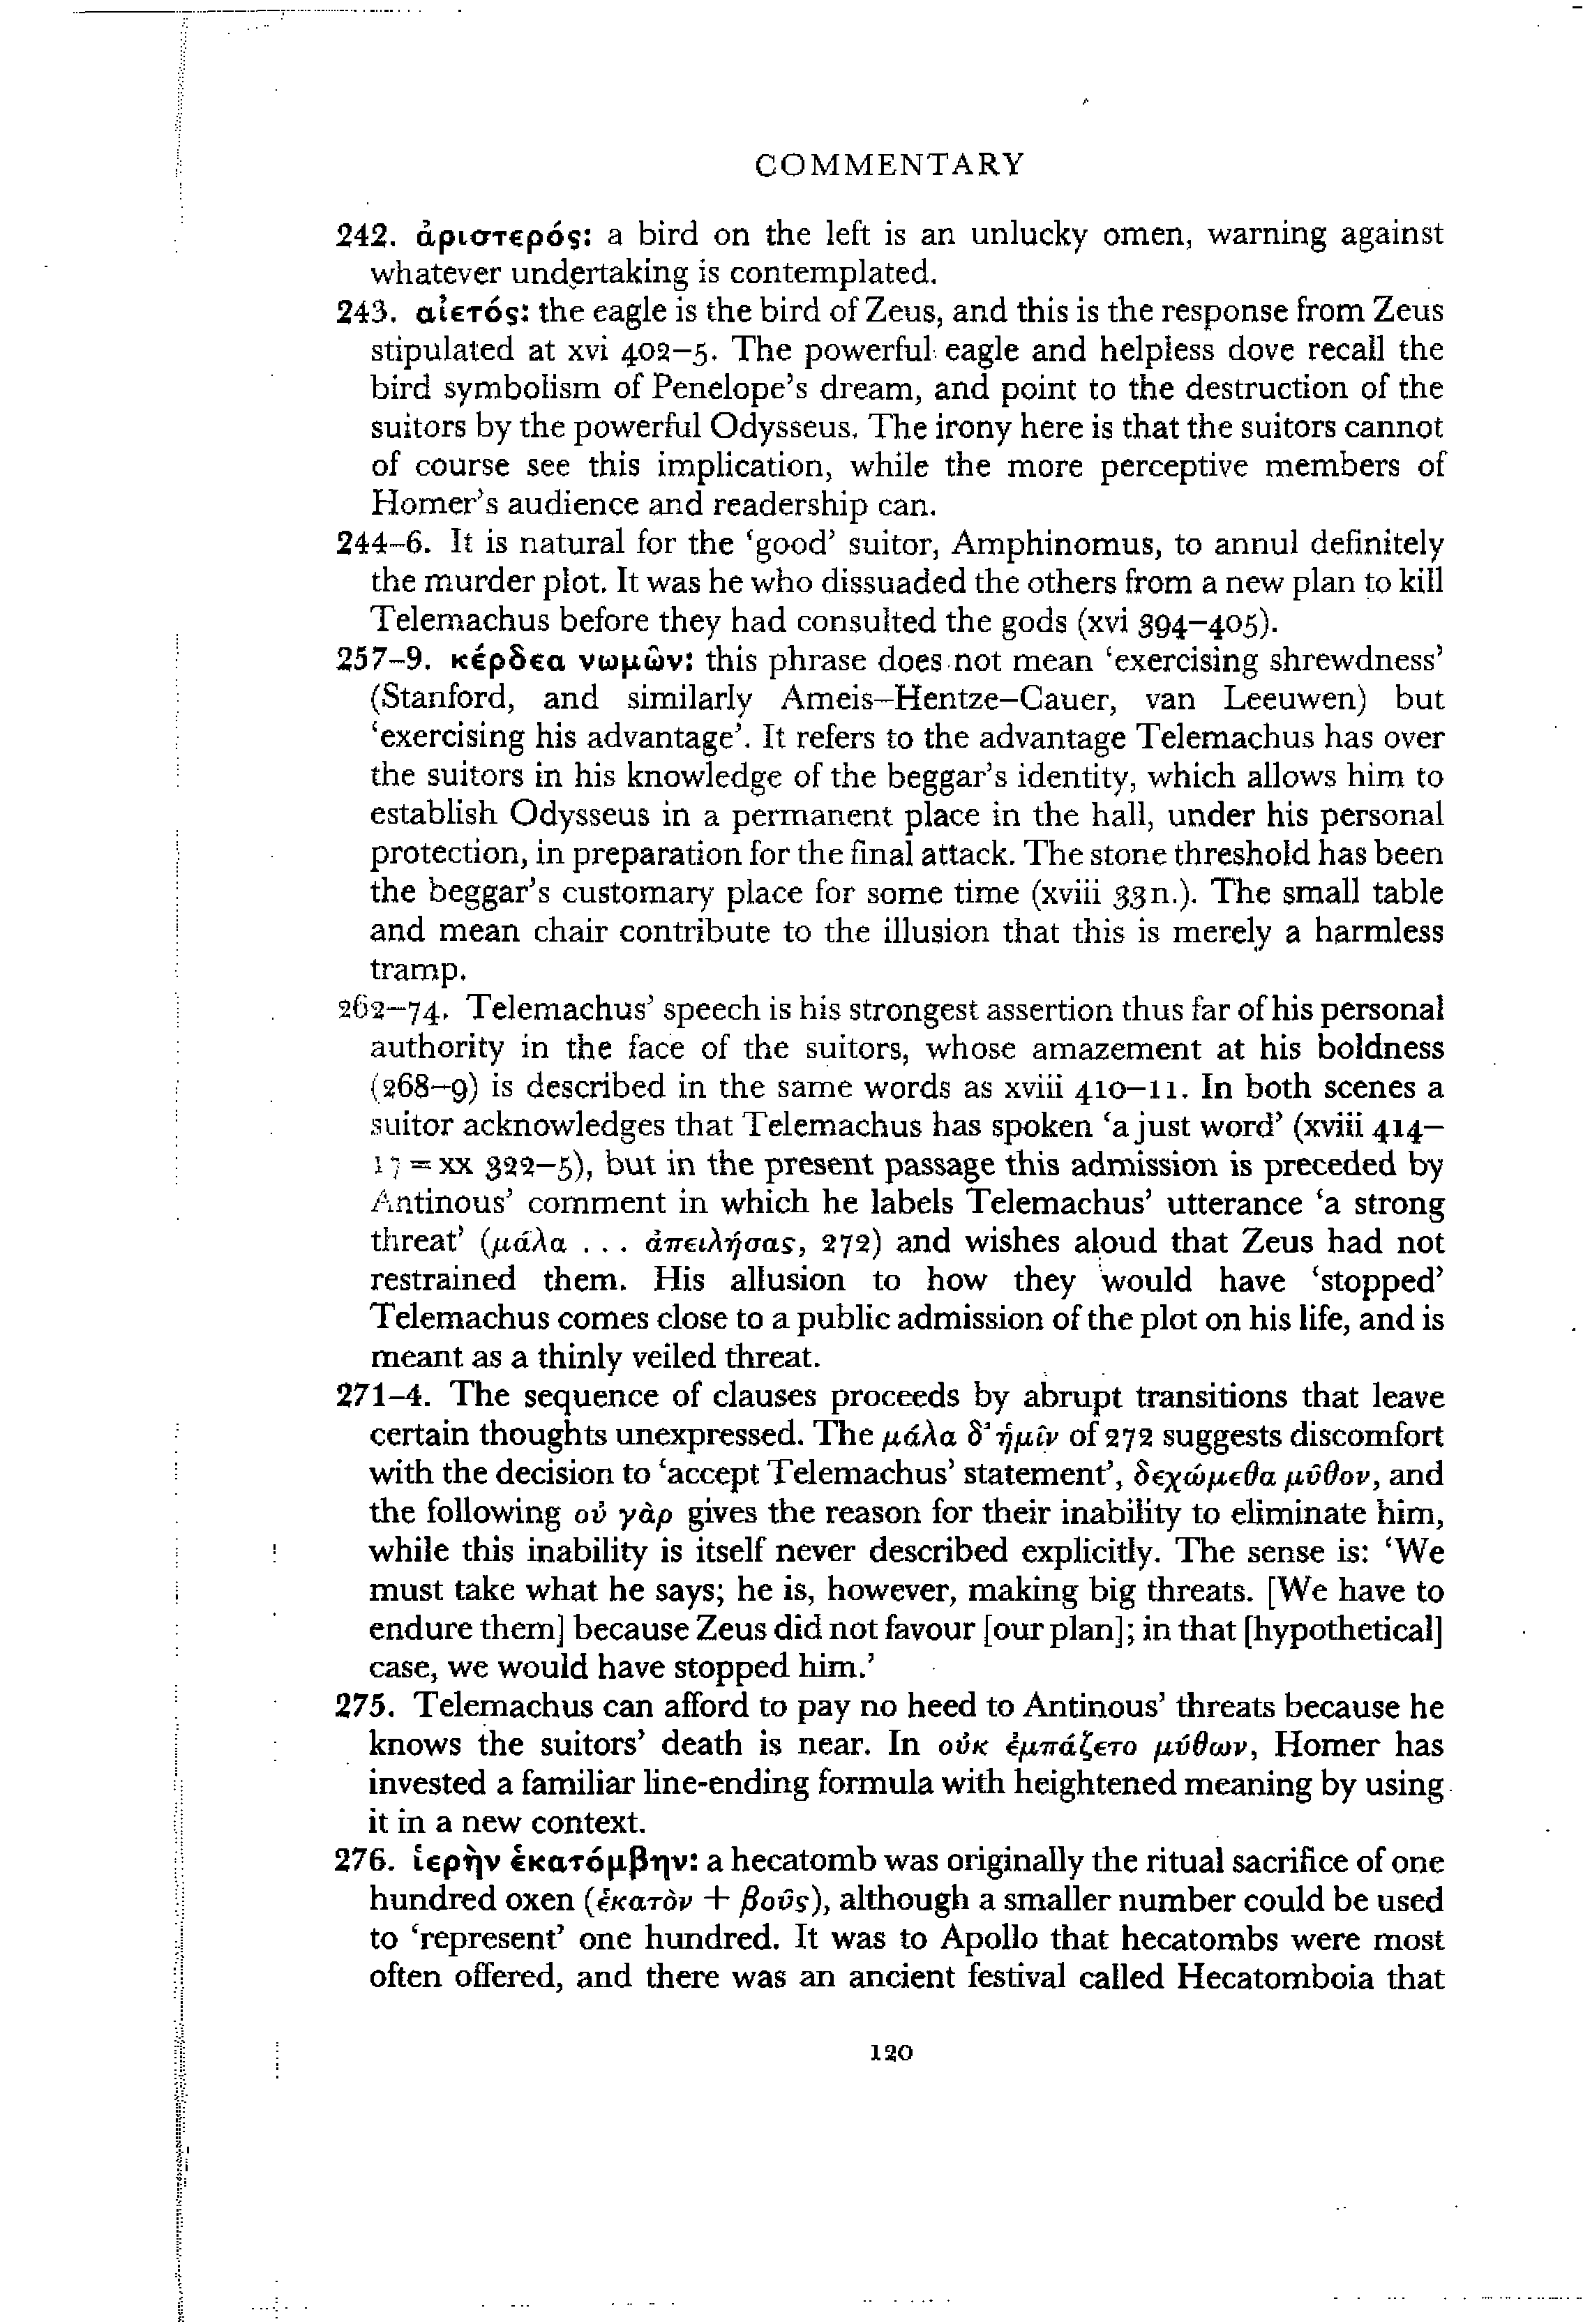 COMMENTARY
242. ἀριστερός: a bird on the left is an unlucky omen, warning against
whatever undertaking is contemplated.
243. αἰετός: the eagle is the bird of Zeus, and this is the response from Zeus
stipulated at xvi 402–5. The powerful eagle and helpless dove recall the
bird symbolism of Penelope's dream, and point to the destruction of the
suitors by the powerful Odysseus. The irony here is that the suitors cannot
of course see this implication, while the more perceptive members of
Homer's audience and readership can.
244–6. It is natural for the 'good' suitor, Amphinomus, to annul definitely
the murder plot. It was he who dissuaded the others from a new plan to kill
Telemachus before they had consulted the gods (xvi 394–405).
257–9. κέρδεα νωμῶν: this phrase does not mean 'exercising shrewdness'
(Stanford, and similarly Ameis–Hentze–Cauer, van Leeuwen) but
'exercising his advantage'. It refers to the advantage Telemachus has over
the suitors in his knowledge of the beggar's identity, which allows him to
establish Odysseus in a permanent place in the hall, under his personal
protection, in preparation for the final attack. The stone threshold has been
the beggar's customary place for some time (xviii 33n.). The small table
and mean chair contribute to the illusion that this is merely a harmless
tramp.
262–74. Telemachus' speech is his strongest assertion thus far of his personal
authority in the face of the suitors, whose amazement at his boldness
(268–9) is described in the same words as xviii 410–11. In both scenes a
suitor acknowledges that Telemachus has spoken 'a just word' (xviii 414–
17 = xx 322–5), but in the present passage this admission is preceded by
Antinous' comment in which he labels Telemachus' utterance 'a strong
threat' (μάλα . . . ἀπειλήσας, 272) and wishes aloud that Zeus had not
restrained them. His allusion to how they would have 'stopped'
Telemachus comes close to a public admission of the plot on his life, and is
meant as a thinly veiled threat.
271–4. The sequence of clauses proceeds by abrupt transitions that leave
certain thoughts unexpressed. The μάλα δ' ἡμῖν of 272 suggests discomfort
with the decision to 'accept Telemachus' statement', δεχώμεθα μῦθον, and
the following οὐ γὰρ gives the reason for their inability to eliminate him,
while this inability is itself never described explicitly. The sense is: 'We
must take what he says; he is, however, making big threats. [We have to
endure them] because Zeus did not favour [our plan]; in that [hypothetical]
case, we would have stopped him.'
275. Telemachus can afford to pay no heed to Antinous' threats because he
knows the suitors' death is near. In οὐκ ἐμπάζετο μύθων, Homer has
invested a familiar line-ending formula with heightened meaning by using
it in a new context.
276. ἱερὴν ἑκατόμβην: a hecatomb was originally the ritual sacrifice of one
hundred oxen (ἑκατὸν + βοῦς), although a smaller number could be used
to 'represent' one hundred. It was to Apollo that hecatombs were most
often offered, and there was an ancient festival called Hecatomboia that
120